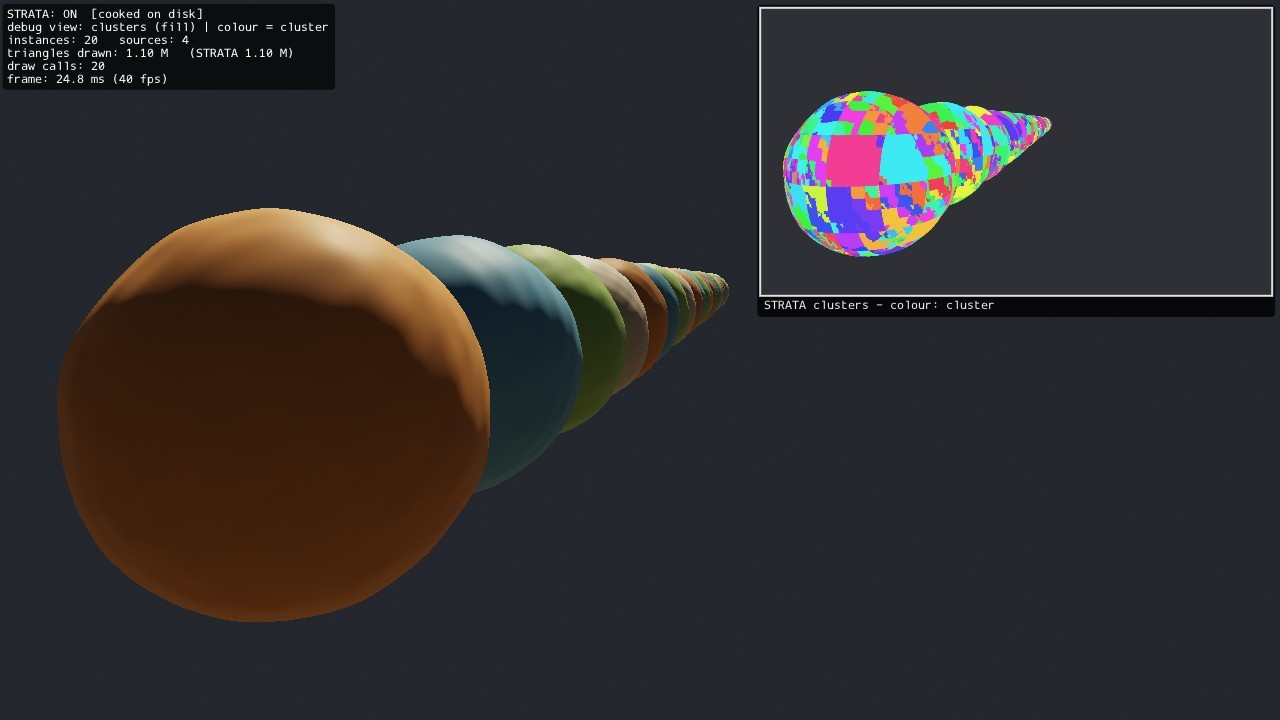 STRATA: ON  [cooked on disk]
debug view: clusters (fill) | colour = cluster
instances: 20   sources: 4
triangles drawn: 1.10 M   (STRATA 1.10 M)
draw calls: 20
frame: 24.8 ms (40 fps)
STRATA clusters - colour: cluster